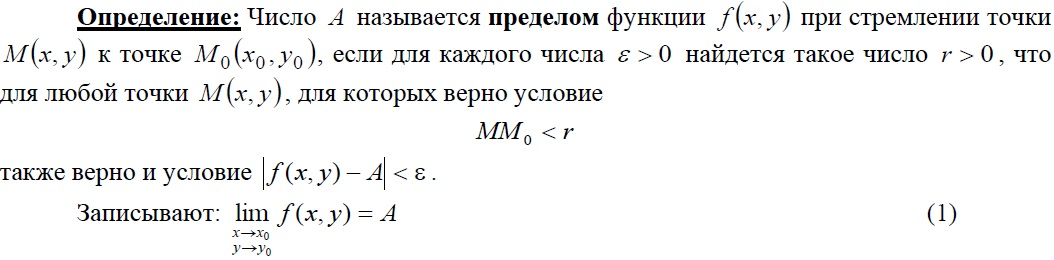 Определение: Число A называется пределом функции f(x, y) при стремлении точки
M(x, y) к точке M₀(x₀, y₀), если для каждого числа ε > 0 найдется такое число r > 0, что
для любой точки M(x, y), для которых верно условие
MM₀ < r
также верно и условие |f(x, y) − A| < ε.
Записывают: lim f(x, y) = A (1)
x→x₀
y→y₀